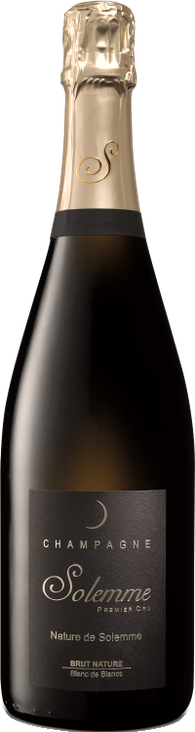 S
CHAMPAGNE
Solemme
PREMIER CRU
Nature de Solemme
BRUT NATURE
Blanc de Blancs